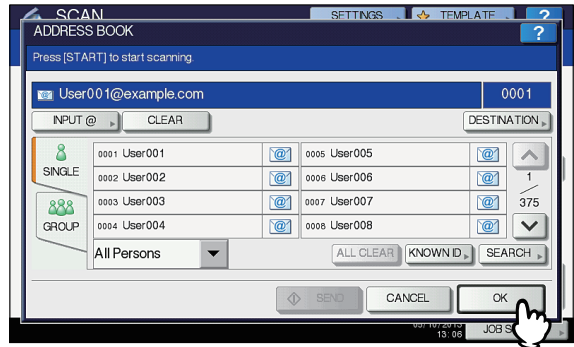 SCAN SETTINGS TEMPLATE ?
ADDRESS BOOK ?
Press [START] to start scanning.
User001@example.com 0001
INPUT @ CLEAR DESTINATION
SINGLE
0001 User001 @ 0005 User005 @
0002 User002 @ 0006 User006 @
1
0003 User003 @ 0007 User007 @
375
GROUP
0004 User004 @ 0008 User008 @
All Persons ALL CLEAR KNOWN ID SEARCH
SEND CANCEL OK
JOB S
13:06